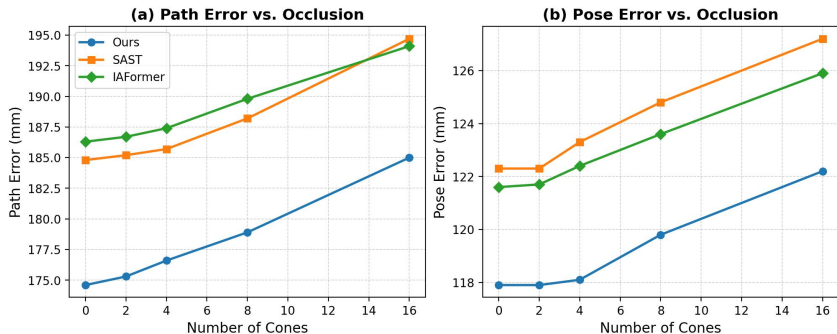 (a) Path Error vs. Occlusion
Path Error (mm)
195.0
192.5
190.0
187.5
185.0
182.5
180.0
177.5
175.0
Ours
SAST
IAFormer
0 2 4 6 8 10 12 14 16
Number of Cones
(b) Pose Error vs. Occlusion
Pose Error (mm)
126
124
122
120
118
0 2 4 6 8 10 12 14 16
Number of Cones